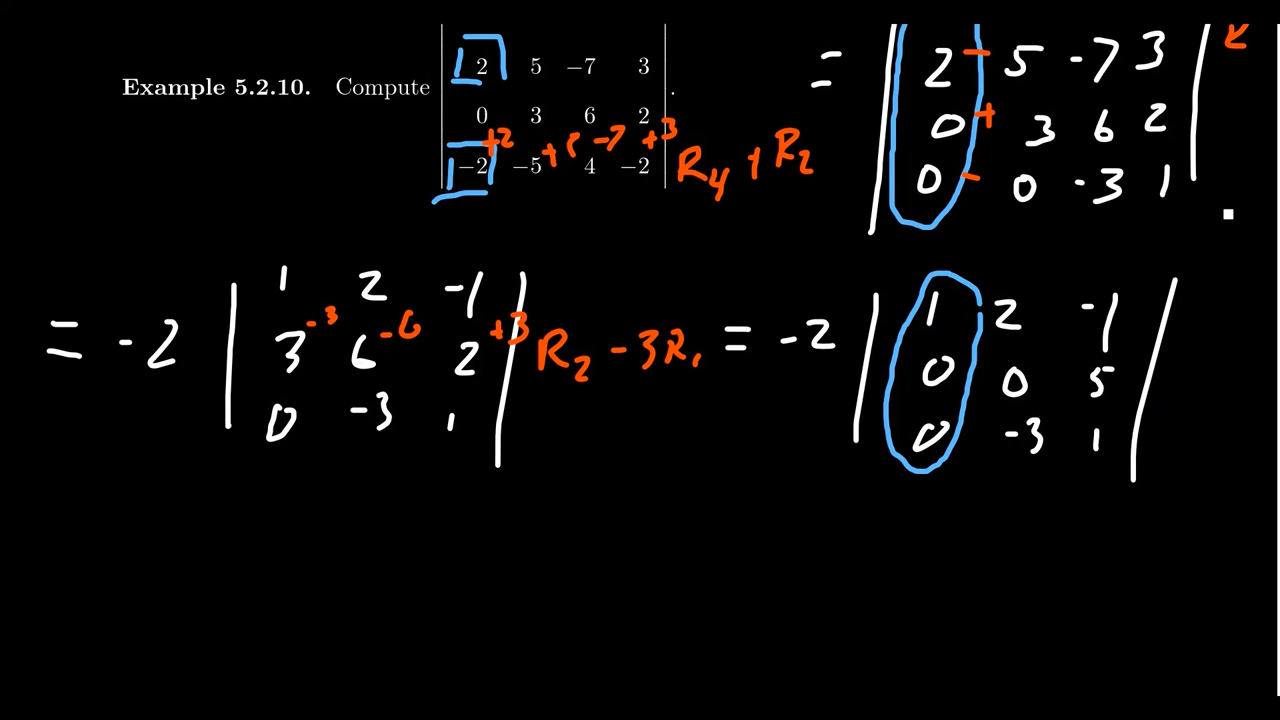 Example 5.2.10. Compute
2 5 −7 3
0 3 6 2
−2 −5 4 −2
.
+2 + -7 +3
R4 + R2
=
2 - 5 -7 3
0 + 3 6 2
0 - 0 -3 1
.
= -2
1 2 -1
3 -3 6 -6 2 +3
0 -3 1
R2 - 3R1
= -2
1 2 -1
0 0 5
0 -3 1